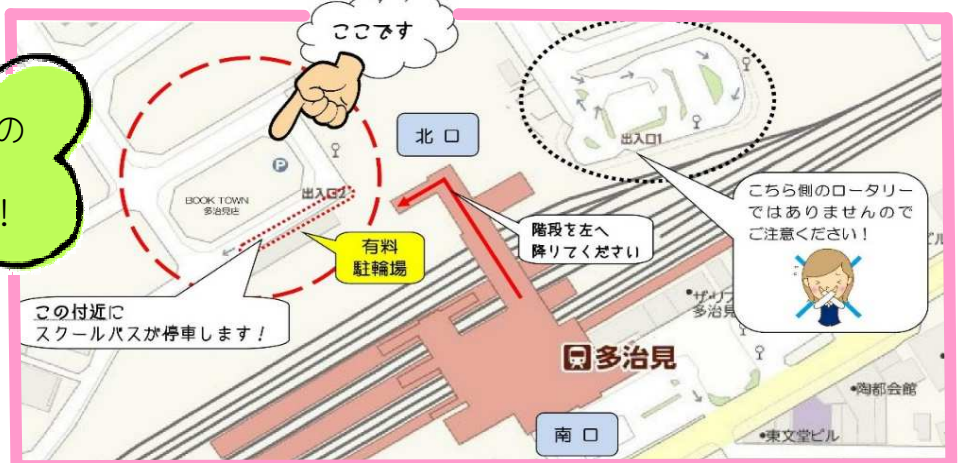 ここです
の
!
北口
出入口1
BOOK TOWN
多治見店
P
出入口2
有料
駐輪場
階段を左へ
降りてください
こちら側のロータリー
ではありませんので
ご注意ください!
この付近に
スクールバスが停車します!
多治見
多治見
陶都会館
東文堂ビル
南口